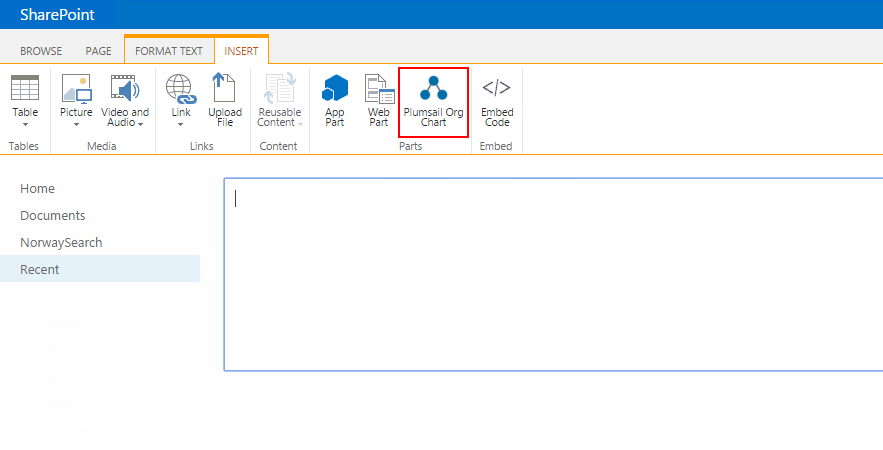 SharePoint
BROWSE PAGE FORMAT TEXT INSERT
Table Picture Video and Audio Link Upload File Reusable Content App Part Web Part Plumsail Org Chart Embed Code
Tables Media Links Content Parts Embed
Home
Documents
NorwaySearch
Recent